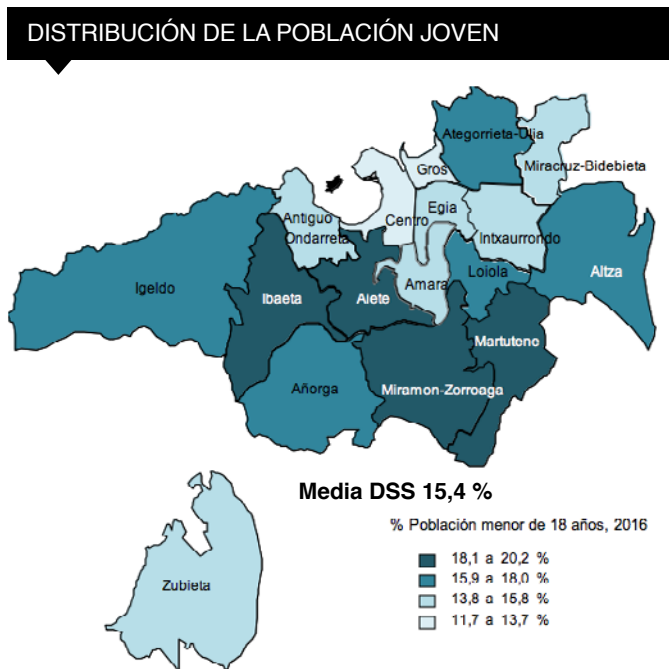 DISTRIBUCIÓN DE LA POBLACIÓN JOVEN
Ategorrieta-Ulia
Gros
Miracruz-Bidebieta
Antiguo
Ondarreta
Centro
Egia
Intxaurrondo
Igeldo
Ibaeta
Aiete
Amara
Loiola
Altza
Martutono
Añorga
Miramon-Zorroaga
Media DSS 15,4 %
% Población menor de 18 años, 2016
18,1 a 20,2 %
15,9 a 18,0 %
13,8 a 15,8 %
11,7 a 13,7 %
Zubieta